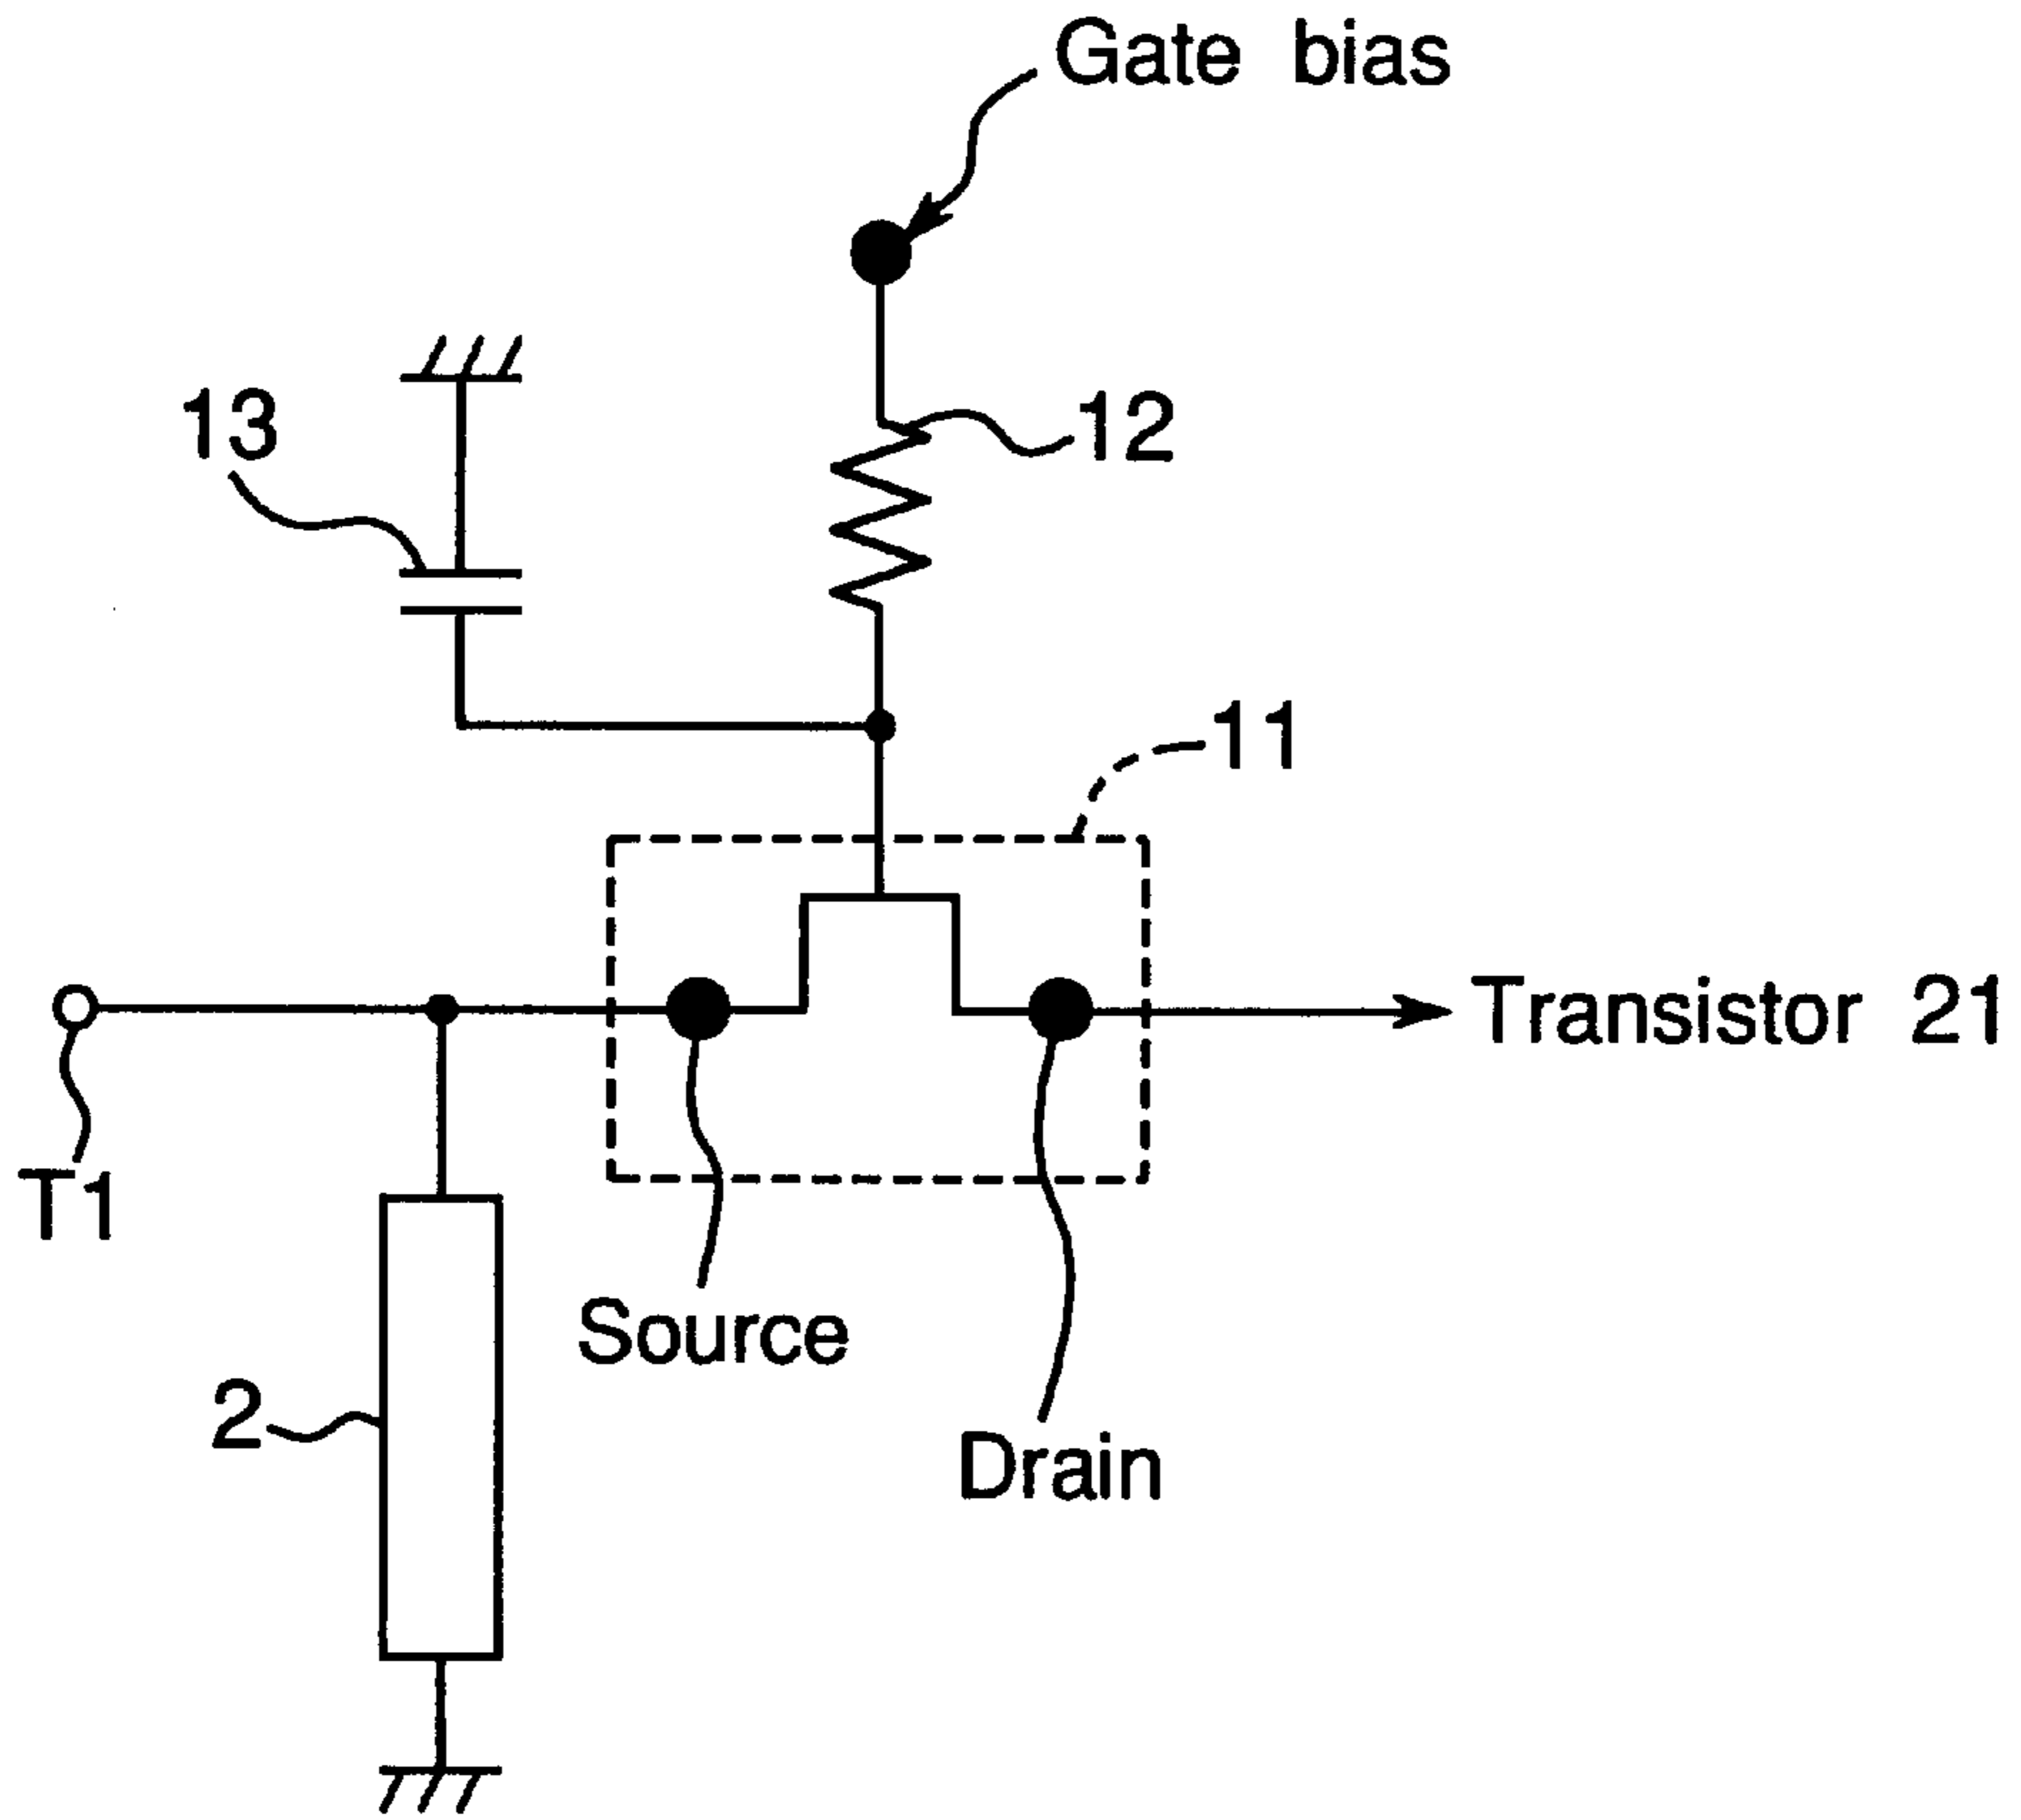 Gate bias
13
12
11
Transistor 21
T1
Source
2
Drain